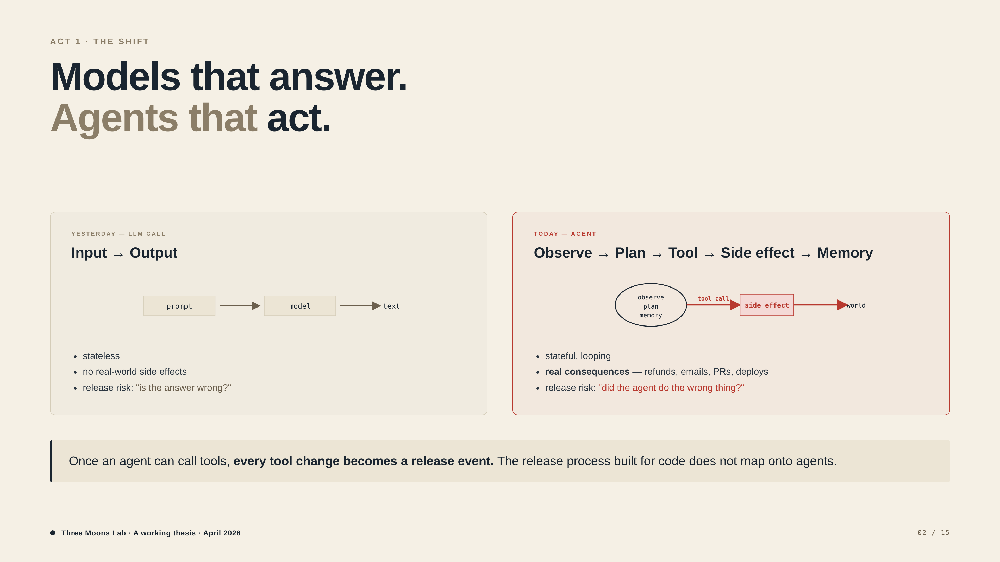 ACT 1 · THE SHIFT
Models that answer.
Agents that act.
YESTERDAY — LLM CALL
Input → Output
prompt
model
text
• stateless
• no real-world side effects
• release risk: "is the answer wrong?"
TODAY — AGENT
Observe → Plan → Tool → Side effect → Memory
observe
plan
memory
tool call
side effect
world
• stateful, looping
• real consequences — refunds, emails, PRs, deploys
• release risk: "did the agent do the wrong thing?"
Once an agent can call tools, every tool change becomes a release event. The release process built for code does not map onto agents.
Three Moons Lab · A working thesis · April 2026
02 / 15